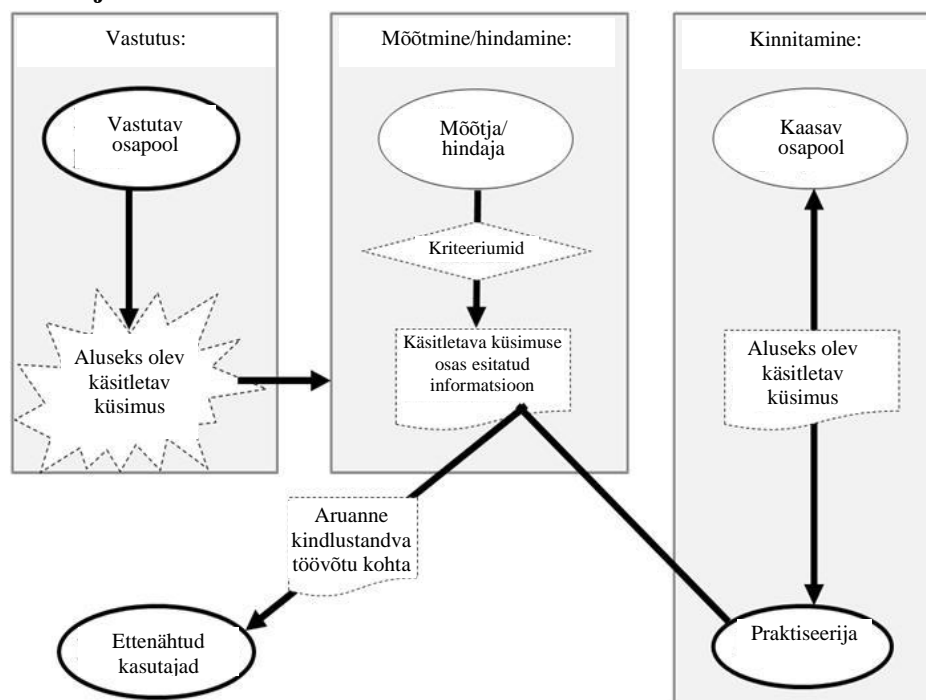 Vastutus:
Mõõtmine/hindamine:
Kinnitamine:
Vastutav
osapool
Mõõtja/
hindaja
Kaasav
osapool
Kriteeriumid
Aluseks olev
käsitletav
küsimus
Käsitletava küsimuse
osas esitatud
informatsioon
Aluseks olev
käsitletav
küsimus
Aruanne
kindlustandva
töövõtu kohta
Ettenähtud
kasutajad
Praktiseerija